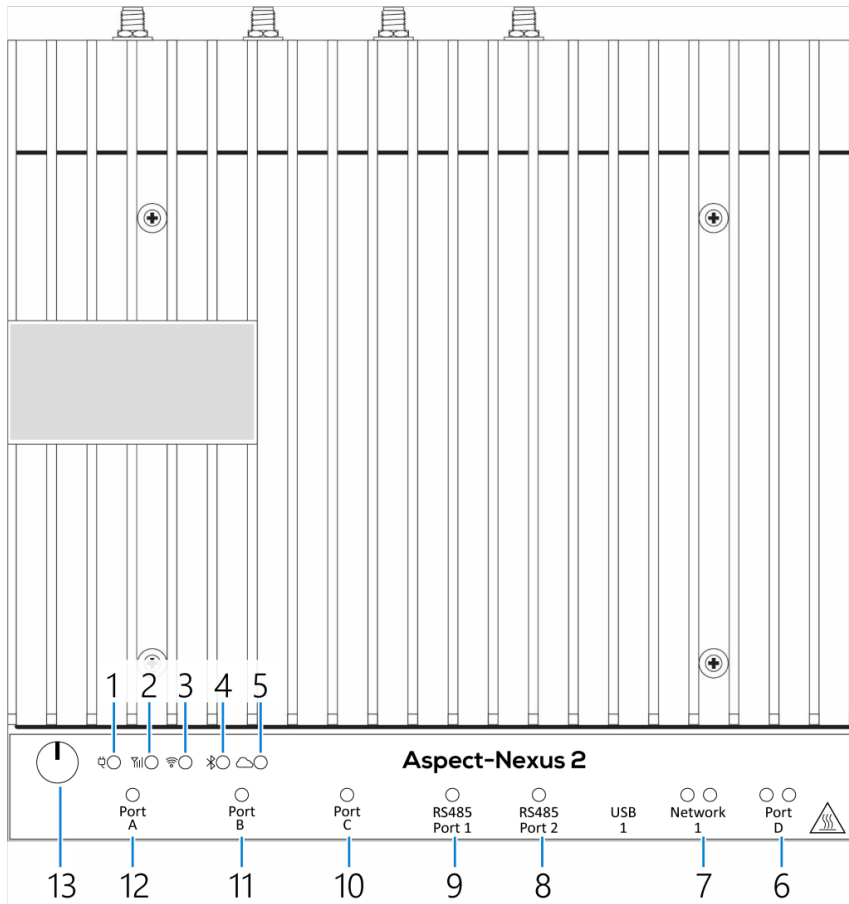 1 2 3 4 5
Aspect-Nexus 2
Port A
Port B
Port C
RS485 Port 1
RS485 Port 2
USB 1
Network 1
Port D
13 12 11 10 9 8 7 6